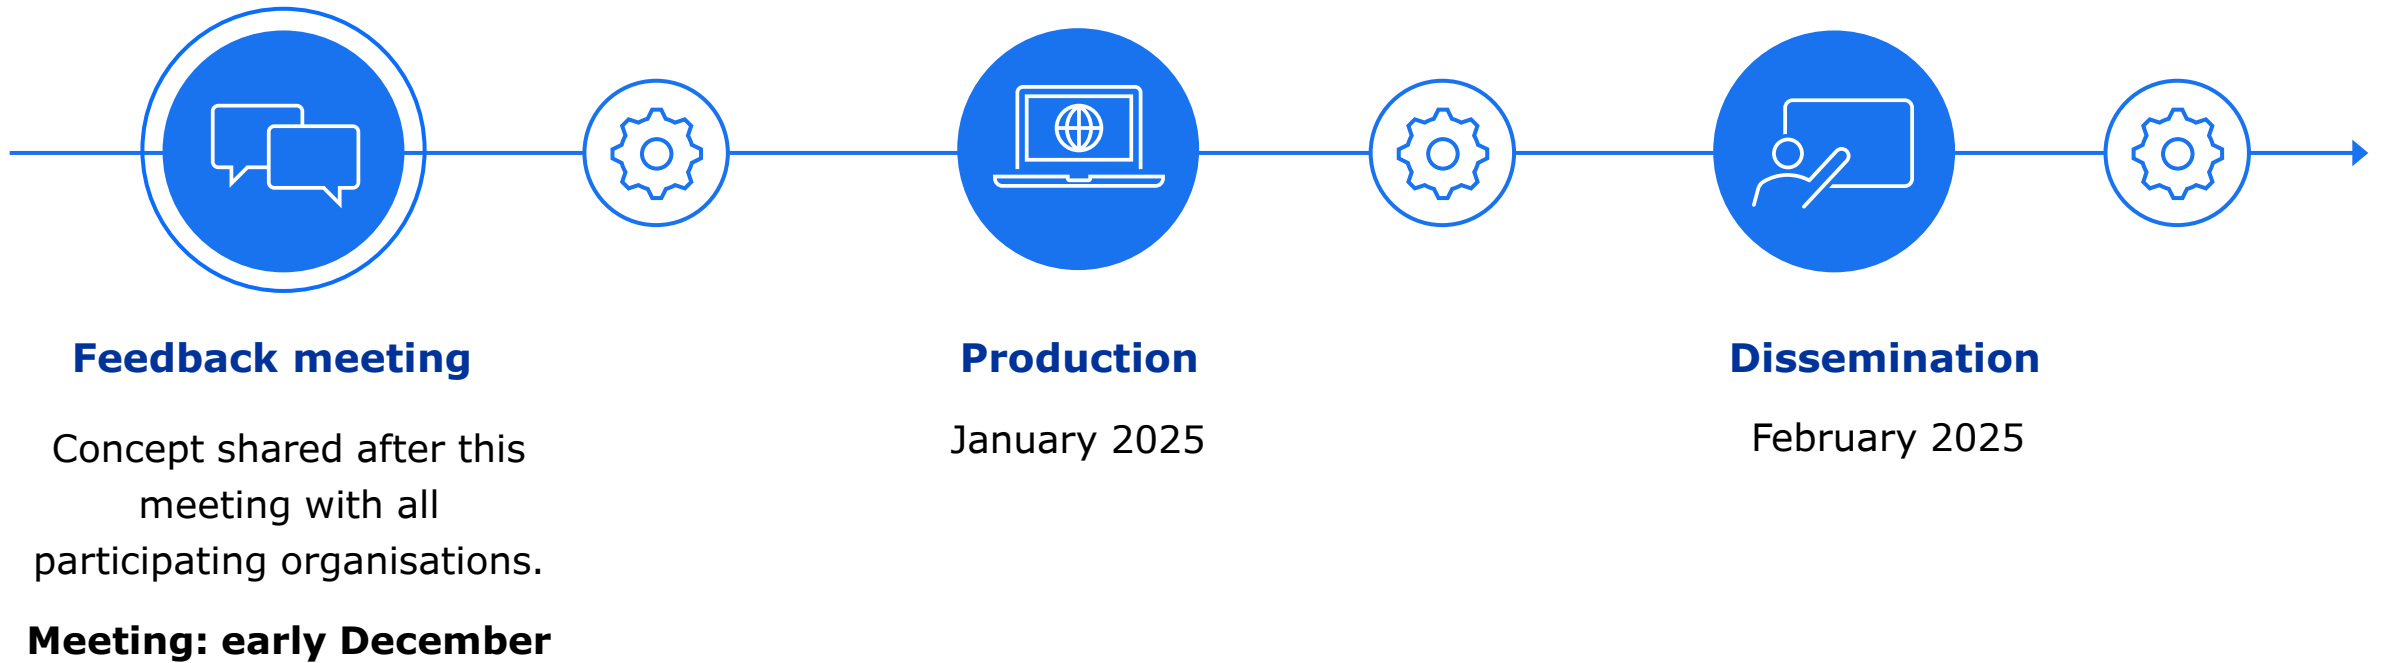 Feedback meeting
Concept shared after this
meeting with all
participating organisations.
Meeting: early December
Production
January 2025
Dissemination
February 2025